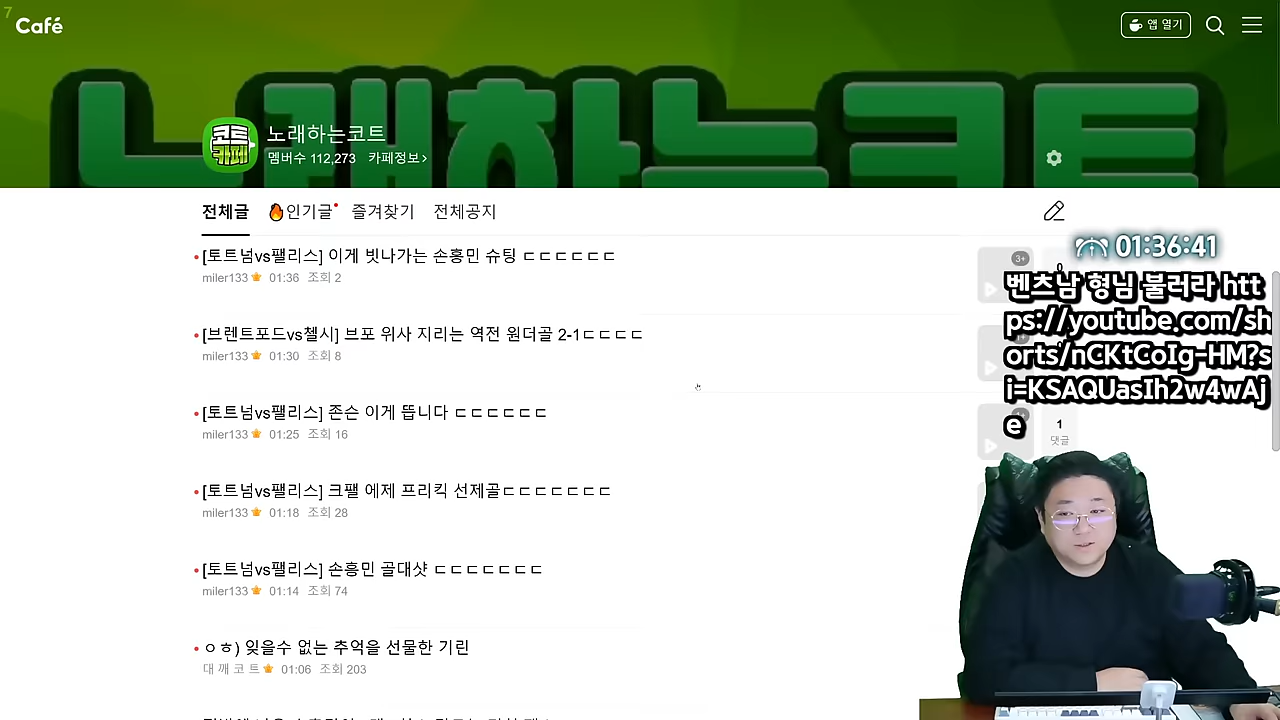 7
Café
앱 열기
노래하는코트
코트
카페
노래하는코트
멤버수 112,273 카페정보 ›
전체글 🔥인기글 즐겨찾기 전체공지
[토트넘vs팰리스] 이게 빗나가는 손흥민 슈팅 ㄷㄷㄷㄷㄷㄷ
miler133 01:36 조회 2
3+
0
[브렌트포드vs첼시] 브포 위사 지리는 역전 원더골 2-1ㄷㄷㄷㄷ
miler133 01:30 조회 8
[토트넘vs팰리스] 존슨 이게 뜹니다 ㄷㄷㄷㄷㄷㄷ
miler133 01:25 조회 16
1
댓글
[토트넘vs팰리스] 크팰 에제 프리킥 선제골ㄷㄷㄷㄷㄷㄷㄷ
miler133 01:18 조회 28
[토트넘vs팰리스] 손흥민 골대샷 ㄷㄷㄷㄷㄷㄷㄷ
miler133 01:14 조회 74
ㅇㅎ) 잊을수 없는 추억을 선물한 기린
대 깨 코 트 01:06 조회 203
01:36:41
벤츠남 형님 불러라 htt
ps://youtube.com/sh
orts/nCKtCoIg-HM?s
i=KSAQUasIh2w4wAj
e